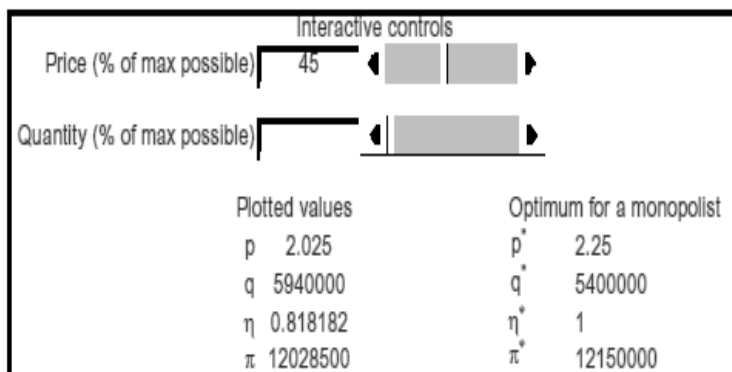 Interactive controls
Price (% of max possible) 45
Quantity (% of max possible)
Plotted values Optimum for a monopolist
p 2.025 p* 2.25
q 5940000 q* 5400000
η 0.818182 η* 1
π 12028500 π* 12150000